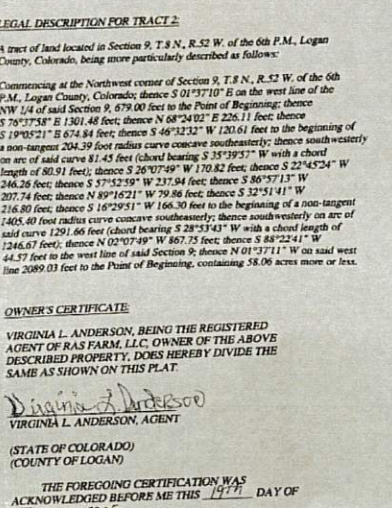 LEGAL DESCRIPTION FOR TRACT 2:
A tract of land located in Section 9, T.8 N., R.52 W. of the 6th P.M., Logan
County, Colorado, being more particularly described as follows:
Commencing at the Northwest corner of Section 9, T.8 N., R.52 W. of the 6th
P.M., Logan County, Colorado; thence S 01°37'10" E on the west line of the
NW 1/4 of said Section 9, 679.00 feet to the Point of Beginning; thence
S 76°37'58" E 1301.48 feet; thence N 68°24'02" E 226.11 feet; thence
S 19°05'21" E 674.84 feet; thence S 46°32'32" W 120.61 feet to the beginning of
a non-tangent 204.39 foot radius curve concave southeasterly; thence southwesterly
on arc of said curve 81.45 feet (chord bearing S 35°39'57" W with a chord
length of 80.91 feet); thence S 26°07'49" W 170.82 feet; thence S 22°45'24" W
246.26 feet; thence S 57°52'59" W 237.94 feet; thence S 86°57'13" W
207.74 feet; thence N 89°16'21" W 79.86 feet; thence S 32°51'41" W
216.80 feet; thence S 16°29'51" W 166.30 feet to the beginning of a non-tangent
1405.40 foot radius curve southeasterly; thence southwesterly on arc of
said curve 1291.66 feet (chord bearing S 28°53'43" W with a chord length of
1246.67 feet); thence N 02°07'49" W 867.75 feet; thence S 88°22'41" W
44.57 feet to the west line of said Section 9; thence N 01°37'11" W on said west
line 2089.03 feet to the Point of Beginning, containing 58.06 acres more or less.
OWNER'S CERTIFICATE:
VIRGINIA L. ANDERSON, BEING THE REGISTERED
AGENT OF RAS FARM, LLC, OWNER OF THE ABOVE
DESCRIBED PROPERTY, DOES HEREBY DIVIDE THE
SAME AS SHOWN ON THIS PLAT.
Virginia L. Anderson
VIRGINIA L. ANDERSON, AGENT
(STATE OF COLORADO)
(COUNTY OF LOGAN)
THE FOREGOING CERTIFICATION WAS
ACKNOWLEDGED BEFORE ME THIS 19TH DAY OF